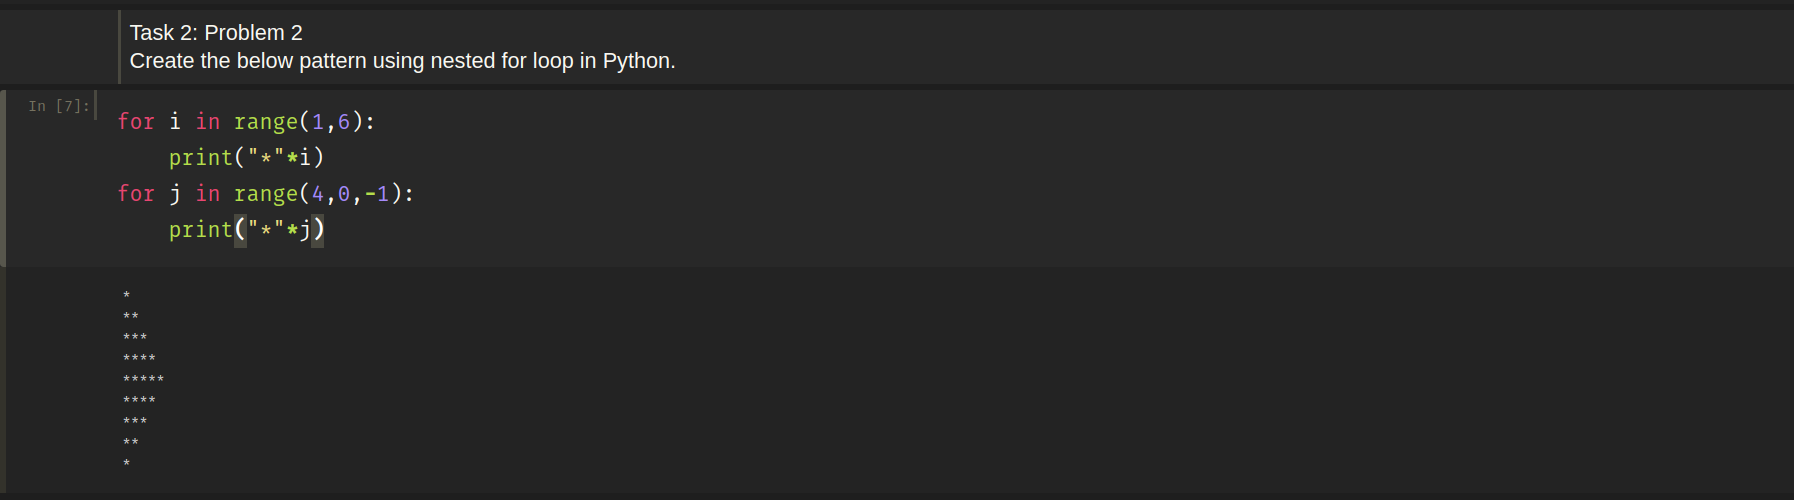 Task 2: Problem 2
Create the below pattern using nested for loop in Python.
In [7]:
for i in range(1,6):
    print("*"*i)
for j in range(4,0,-1):
    print("*"*j)
*
**
***
****
*****
****
***
**
*